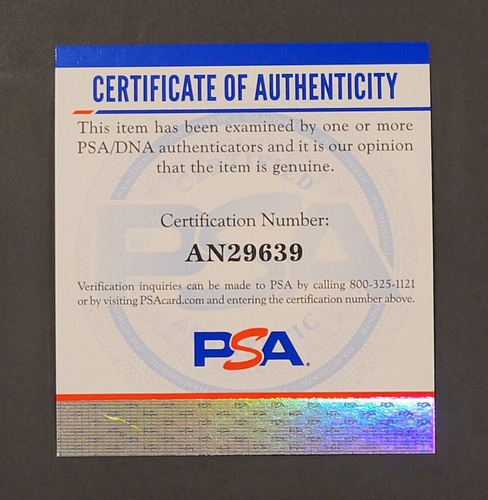 CERTIFICATE OF AUTHENTICITY
This item has been examined by one or more
PSA/DNA authenticators and it is our opinion
that the item is genuine.
Certification Number:
AN29639
Verification inquiries can be made to PSA by calling 800-325-1121
or by visiting PSAcard.com and entering the certification number above.
PSA